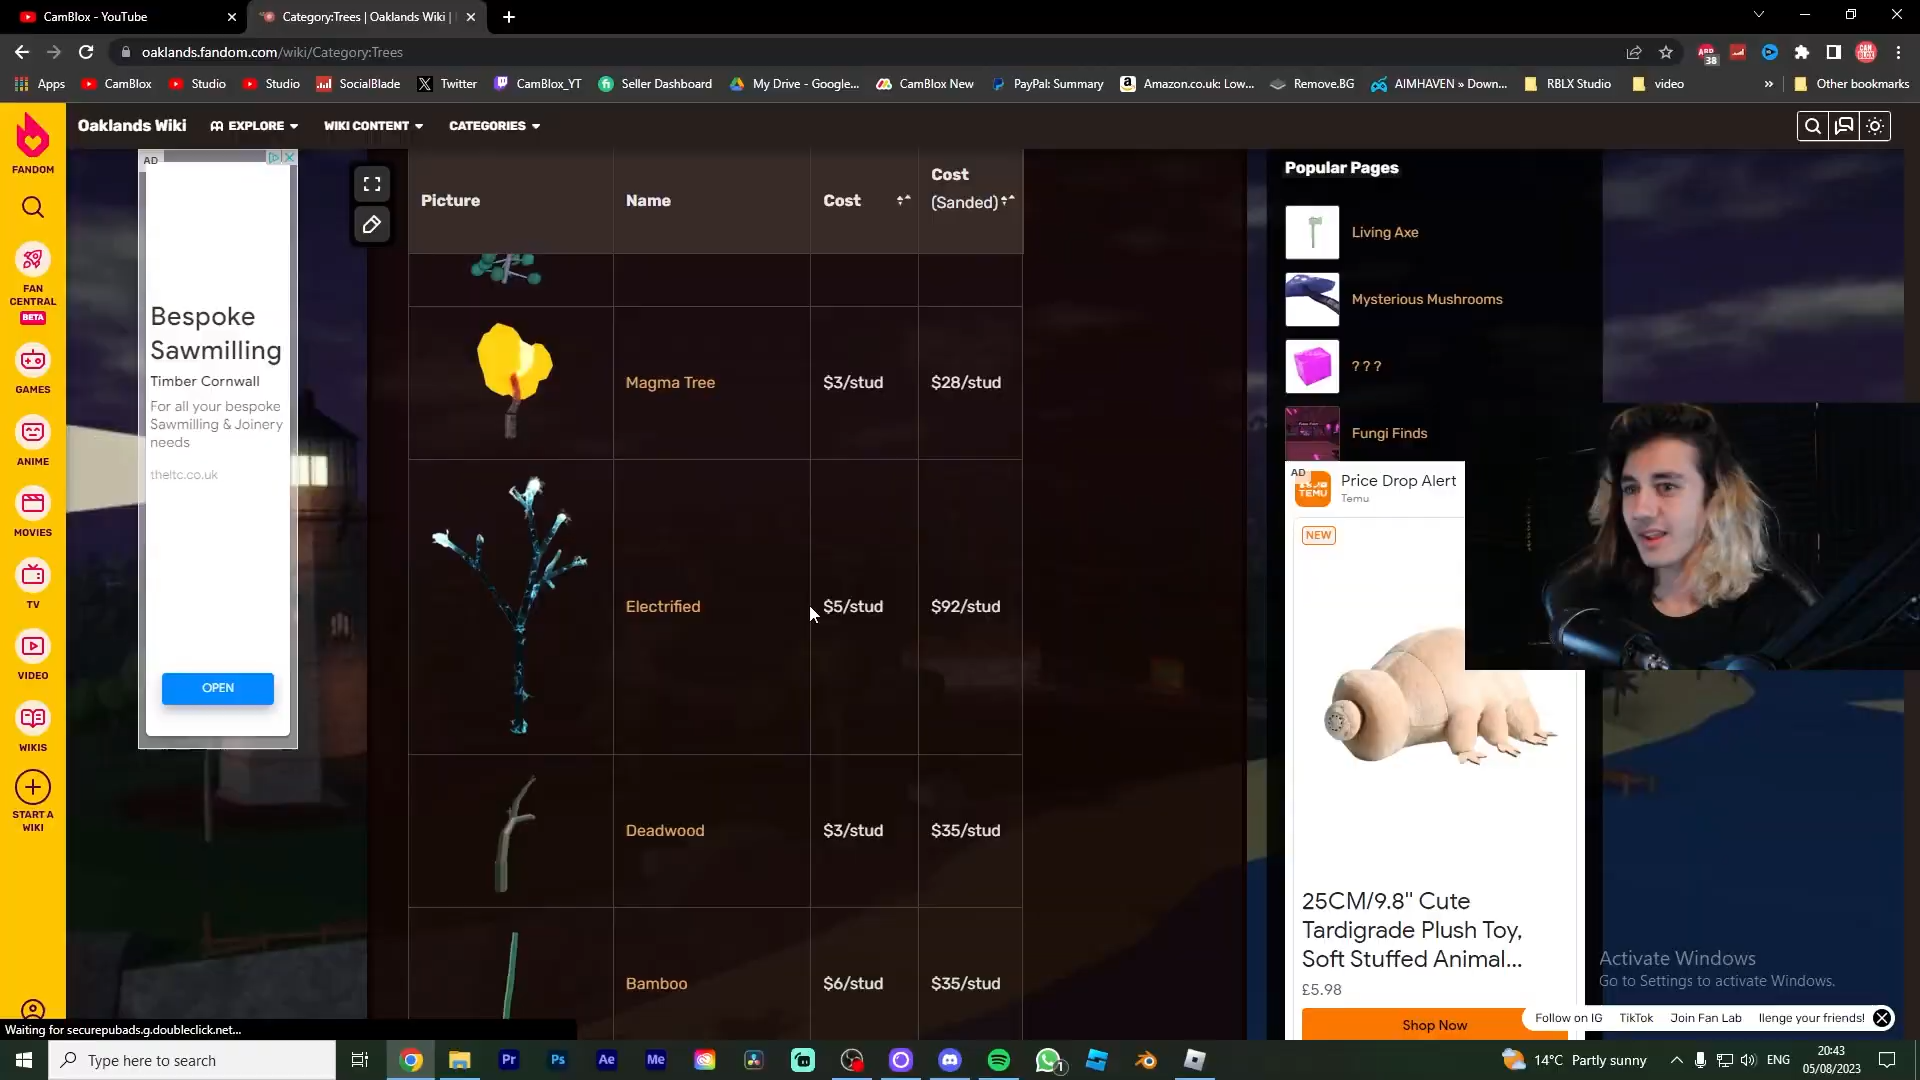 CamBlox - YouTube
Category:Trees | Oaklands Wiki |
oaklands.fandom.com/wiki/Category:Trees
Apps
CamBlox
Studio
Studio
SocialBlade
Twitter
CamBlox_YT
Seller Dashboard
My Drive - Google...
CamBlox New
PayPal: Summary
Amazon.co.uk: Low...
Remove.BG
AIMHAVEN » Down...
RBLX Studio
video
»
Other bookmarks
Oaklands Wiki
EXPLORE
WIKI CONTENT
CATEGORIES
FANDOM
FAN CENTRAL
BETA
GAMES
ANIME
MOVIES
TV
VIDEO
WIKIS
START A WIKI
AD
Bespoke
Sawmilling
Timber Cornwall
For all your bespoke
Sawmilling & Joinery
needs
theltc.co.uk
OPEN
Picture
Name
Cost
Cost
(Sanded)
Magma Tree
$3/stud
$28/stud
Electrified
$5/stud
$92/stud
Deadwood
$3/stud
$35/stud
Bamboo
$6/stud
$35/stud
Popular Pages
Living Axe
Mysterious Mushrooms
? ? ?
Fungi Finds
AD
Price Drop Alert
Temu
NEW
25CM/9.8" Cute
Tardigrade Plush Toy,
Soft Stuffed Animal...
£5.98
Shop Now
Activate Windows
Go to Settings to activate Windows.
Follow on IG
TikTok
Join Fan Lab
llenge your friends!
Waiting for securepubads.g.doubleclick.net...
Type here to search
Pr
Ps
Ae
Me
14°C Partly sunny
ENG
20:43
05/08/2023